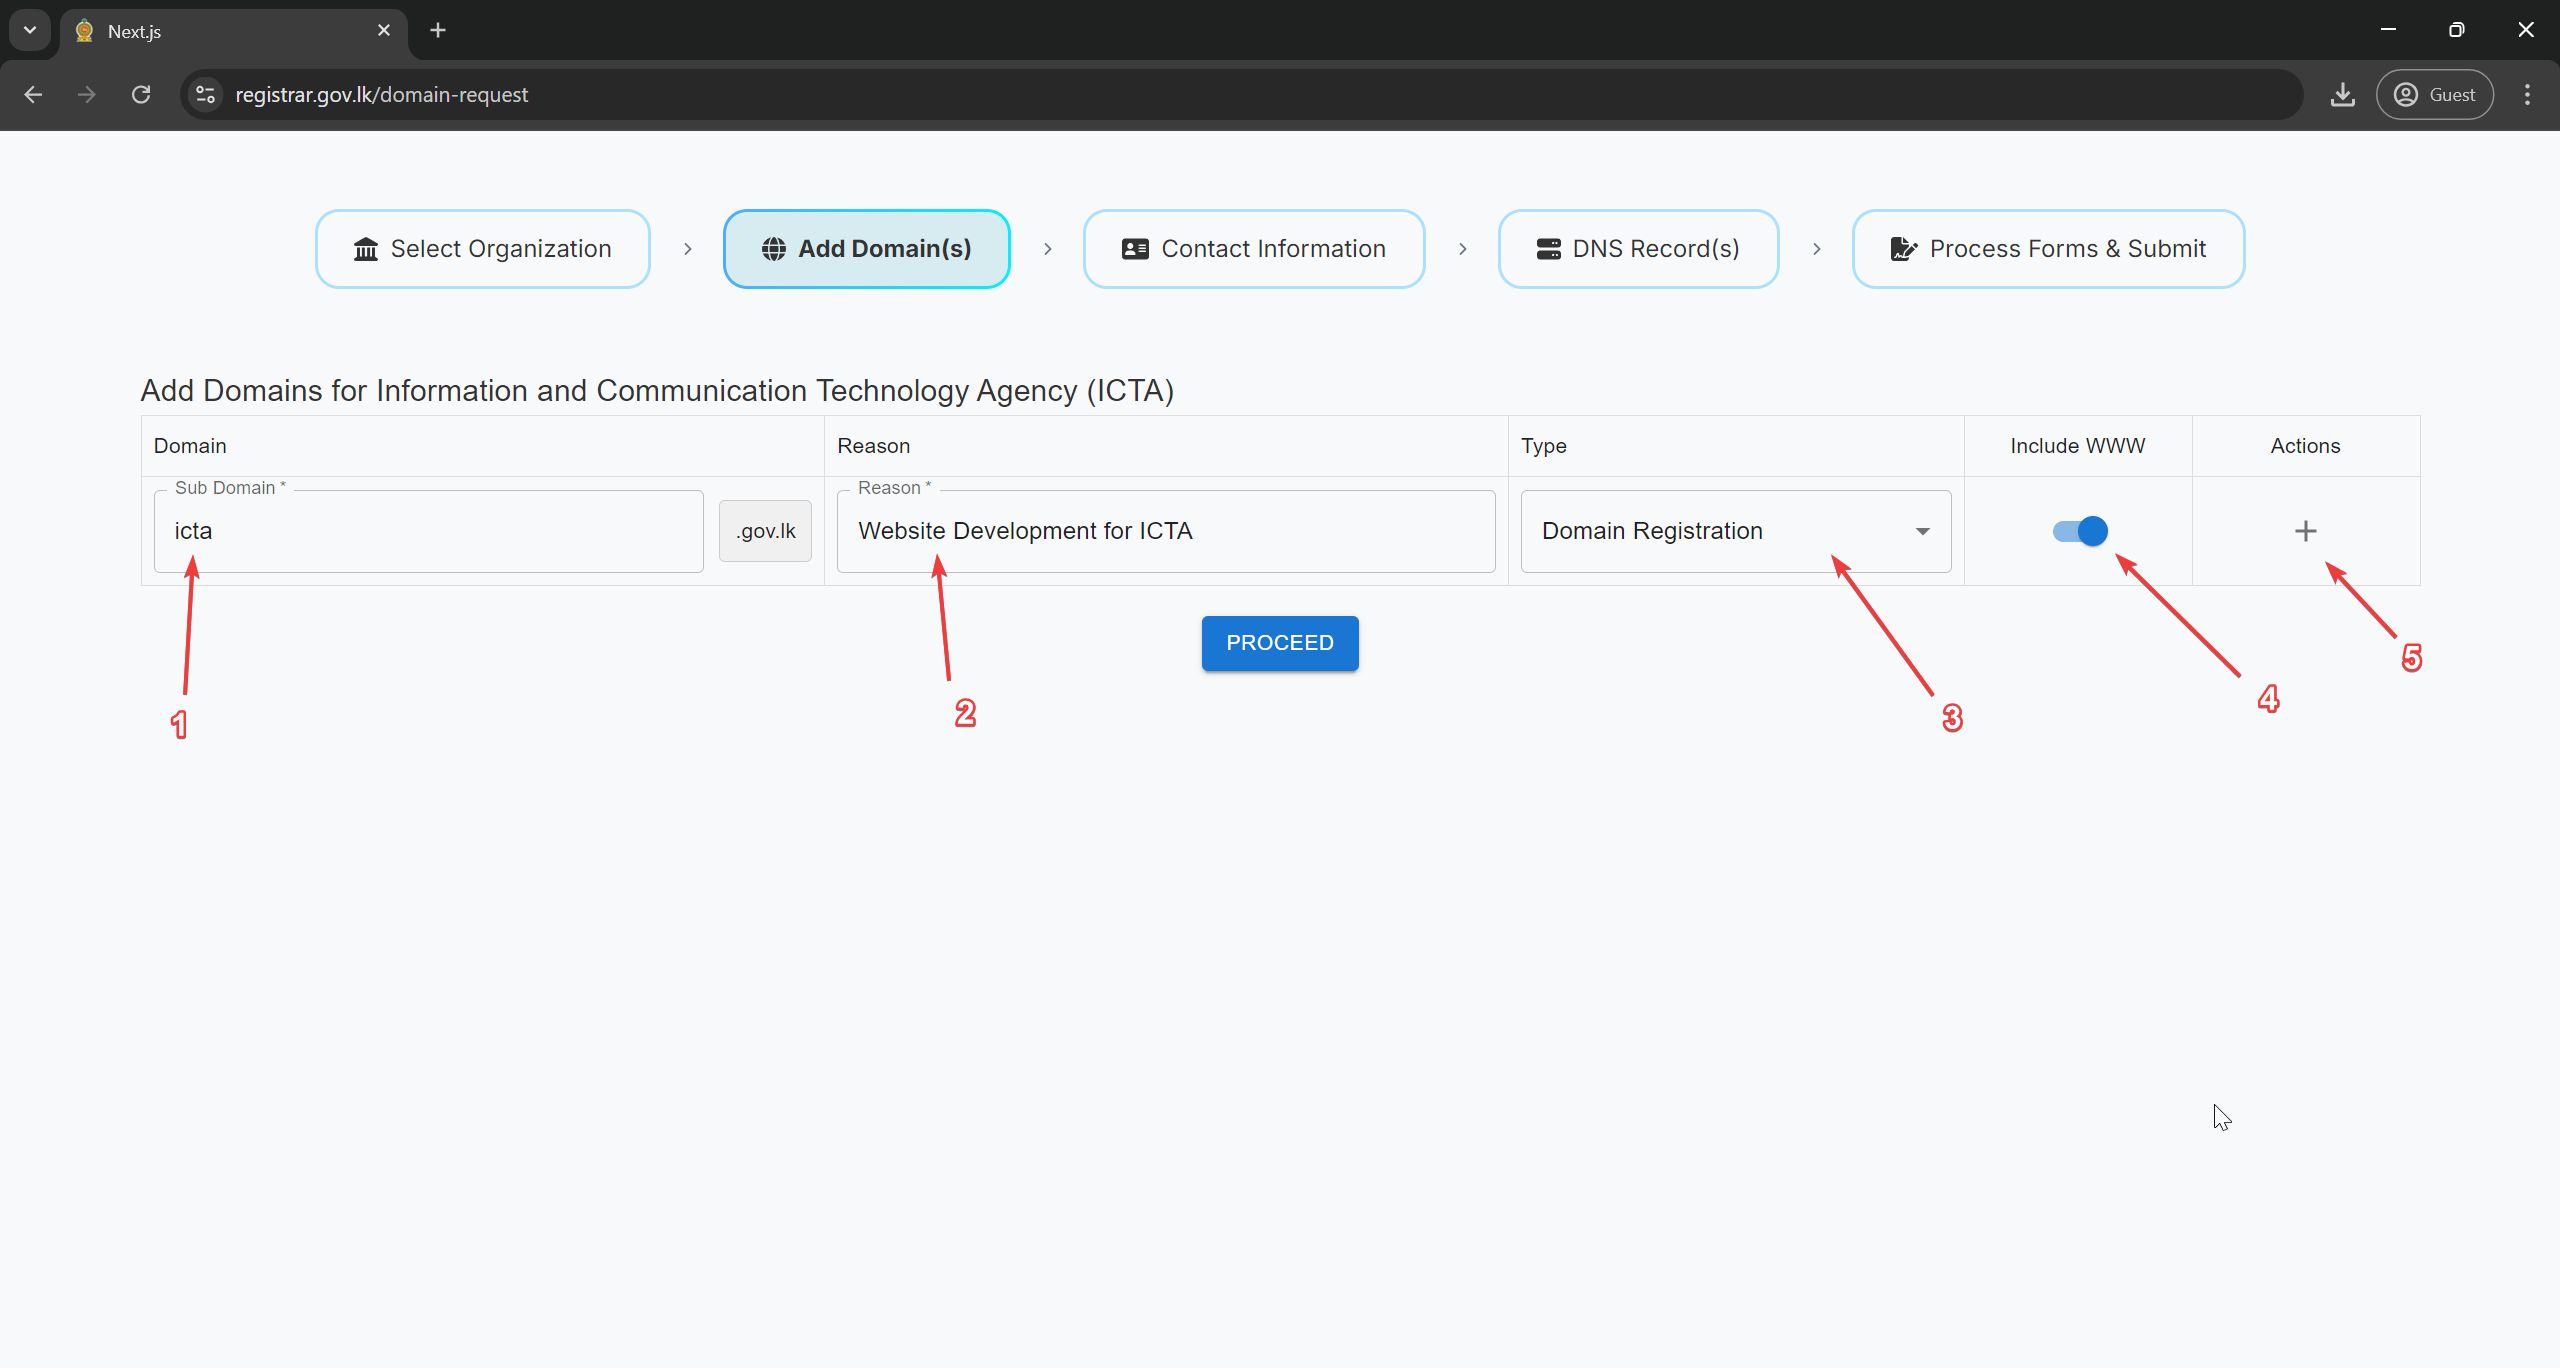 Next.js
registrar.gov.lk/domain-request
Guest
Select Organization
Add Domain(s)
Contact Information
DNS Record(s)
Process Forms & Submit
Add Domains for Information and Communication Technology Agency (ICTA)
Domain Reason Type Include WWW Actions
Sub Domain * Reason *
icta .gov.lk Website Development for ICTA Domain Registration
PROCEED
1 2 3 4 5